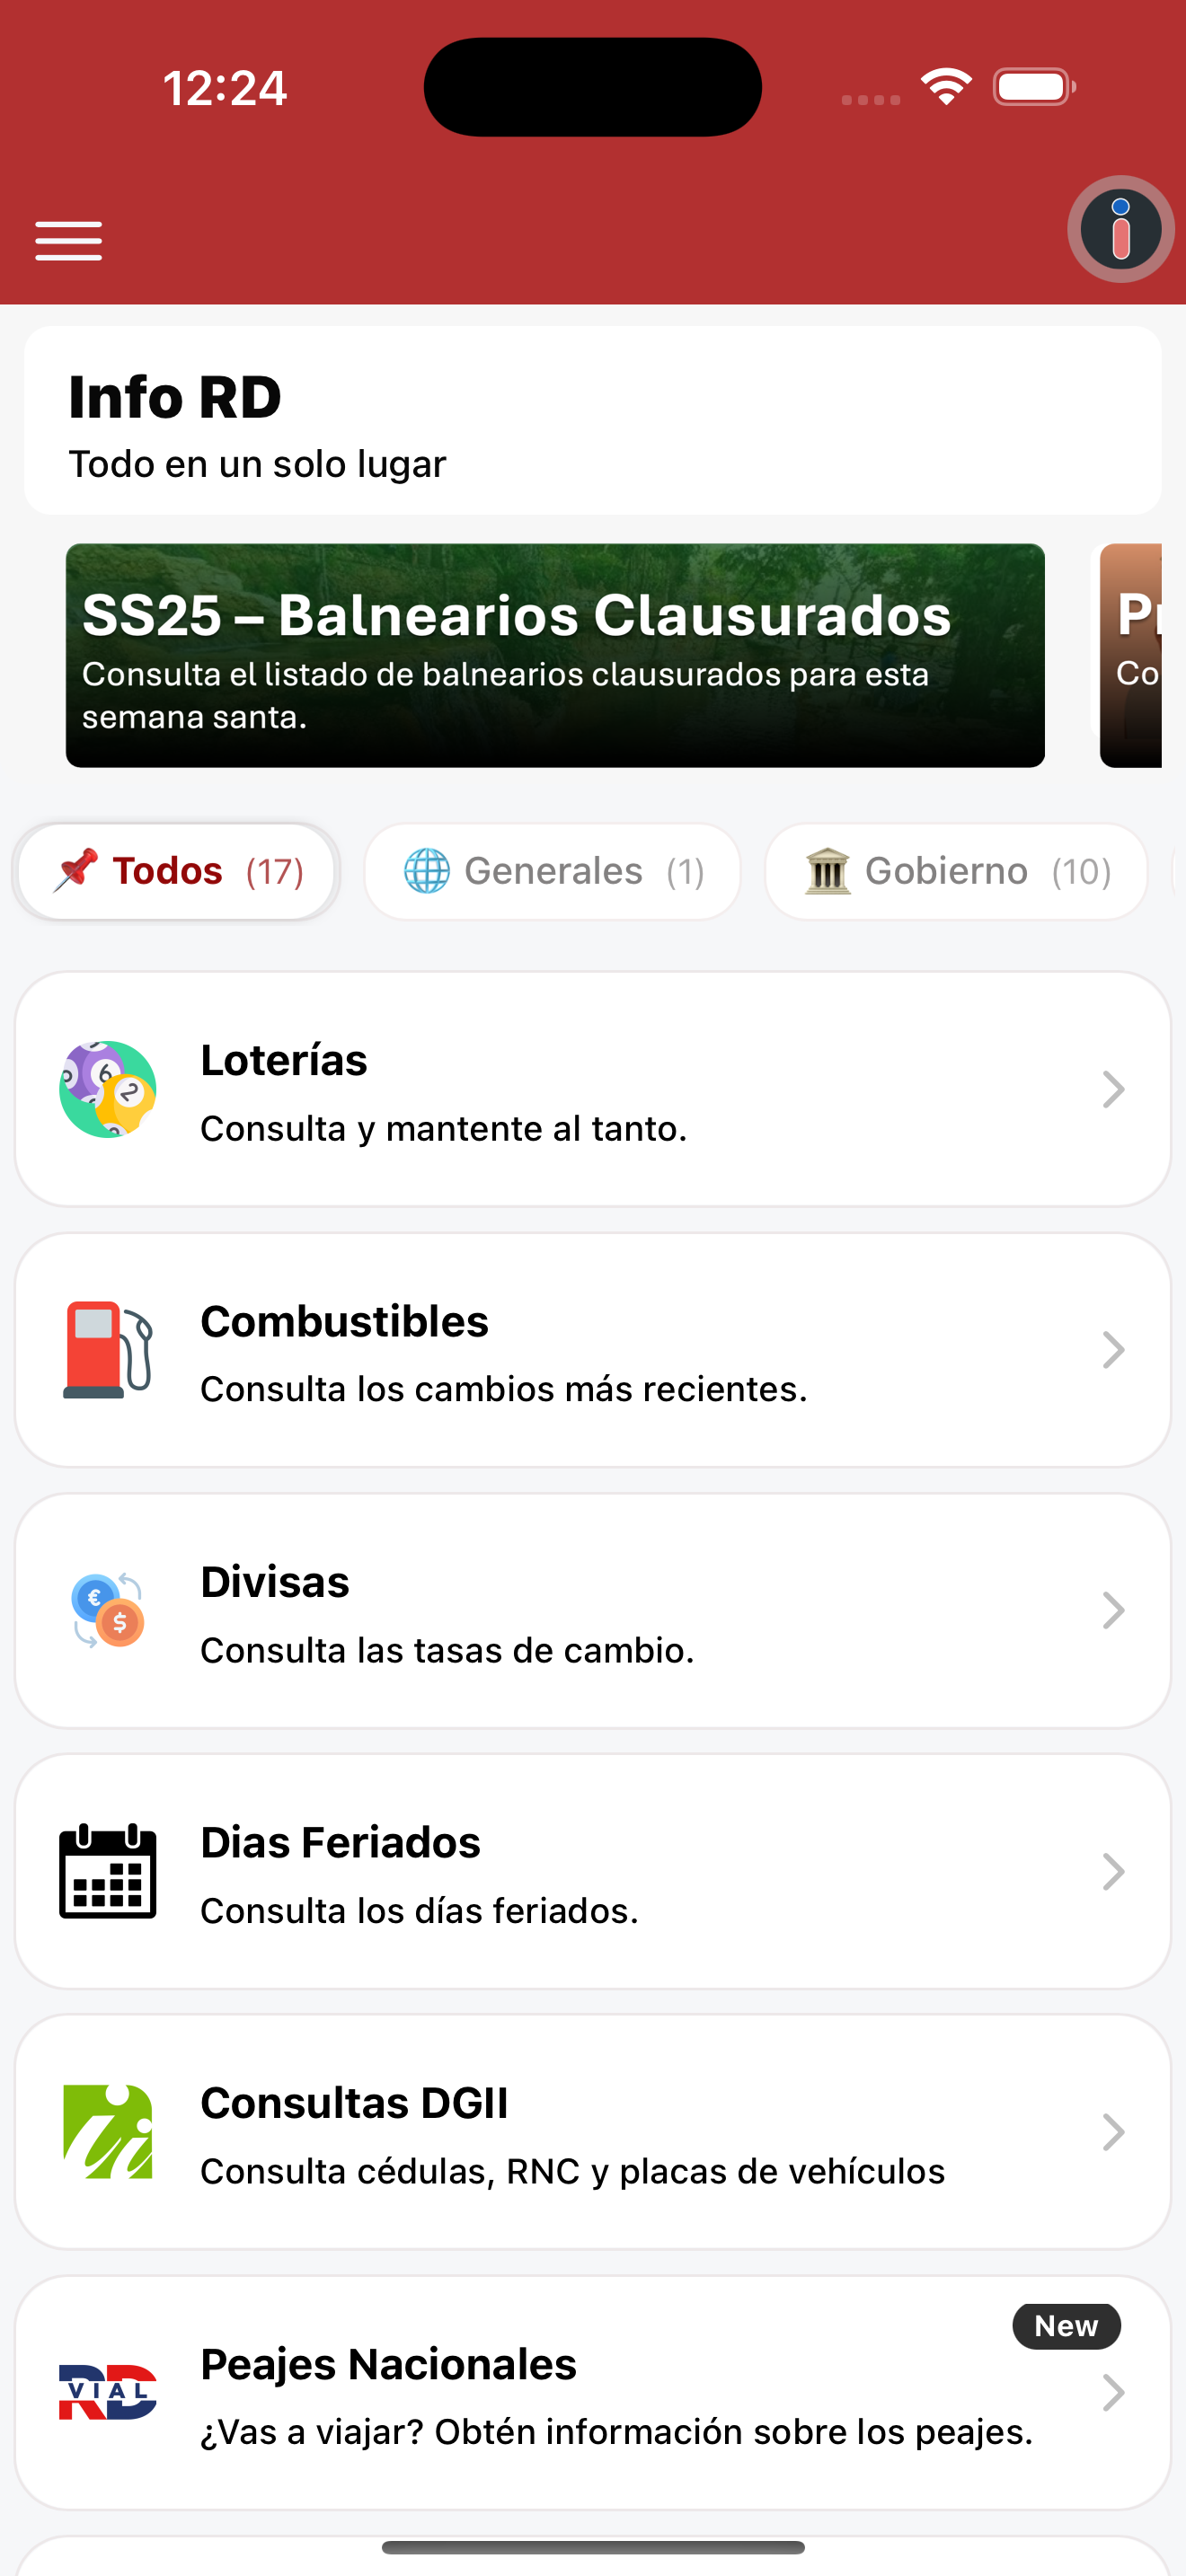 12:24
Info RD
Todo en un solo lugar
SS25 – Balnearios Clausurados
Consulta el listado de balnearios clausurados para esta
semana santa.
Todos (17)
Generales (1)
Gobierno (10)
Loterías
Consulta y mantente al tanto.
Combustibles
Consulta los cambios más recientes.
Divisas
Consulta las tasas de cambio.
Dias Feriados
Consulta los días feriados.
Consultas DGII
Consulta cédulas, RNC y placas de vehículos
New
RD VIAL
Peajes Nacionales
¿Vas a viajar? Obtén información sobre los peajes.